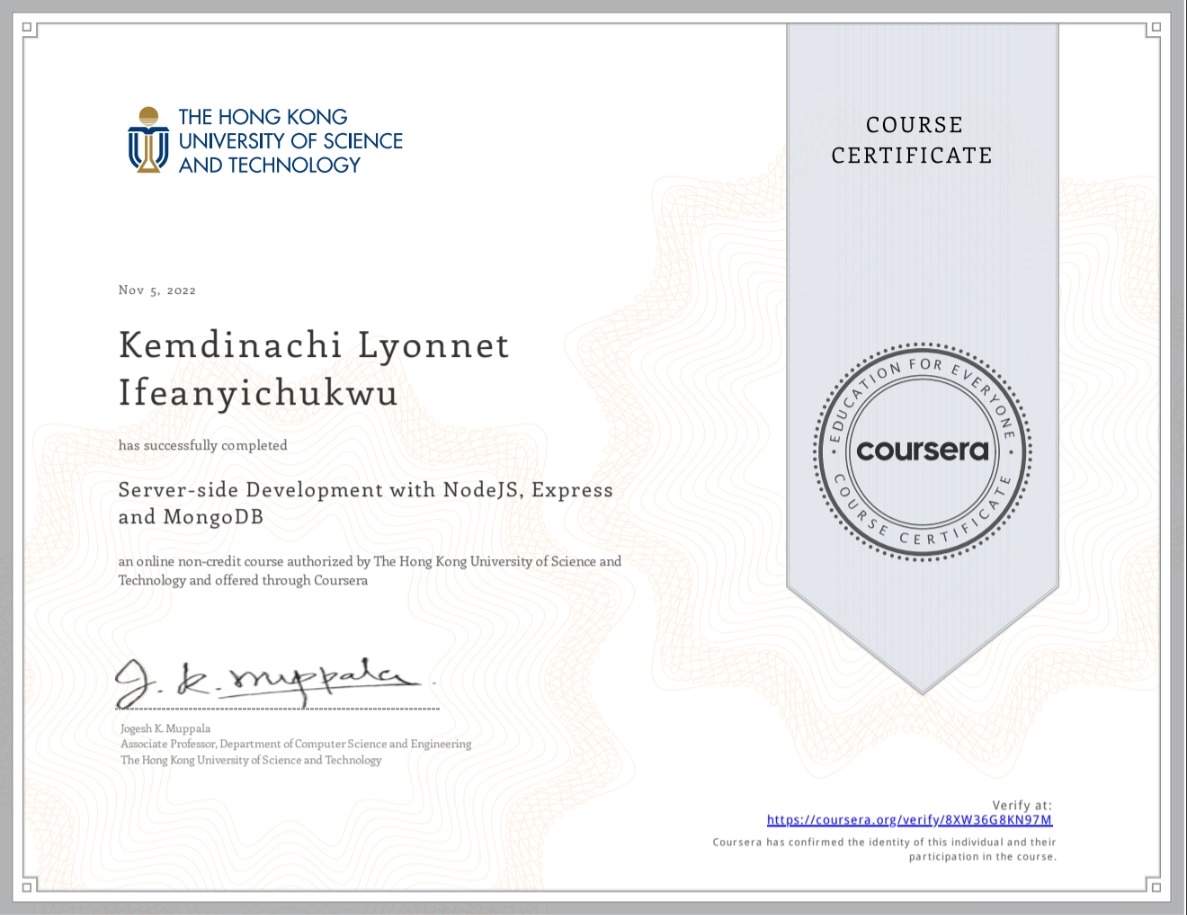 THE HONG KONG
UNIVERSITY OF SCIENCE
AND TECHNOLOGY
COURSE
CERTIFICATE
Nov 5, 2022
Kemdinachi Lyonnet
Ifeanyichukwu
has successfully completed
Server-side Development with NodeJS, Express
and MongoDB
an online non-credit course authorized by The Hong Kong University of Science and
Technology and offered through Coursera
EDUCATION FOR EVERYONE
coursera
COURSE CERTIFICATE
J. K. Muppala
Jogesh K. Muppala
Associate Professor, Department of Computer Science and Engineering
The Hong Kong University of Science and Technology
Verify at:
https://coursera.org/verify/8XW36G8KN97M
Coursera has confirmed the identity of this individual and their
participation in the course.